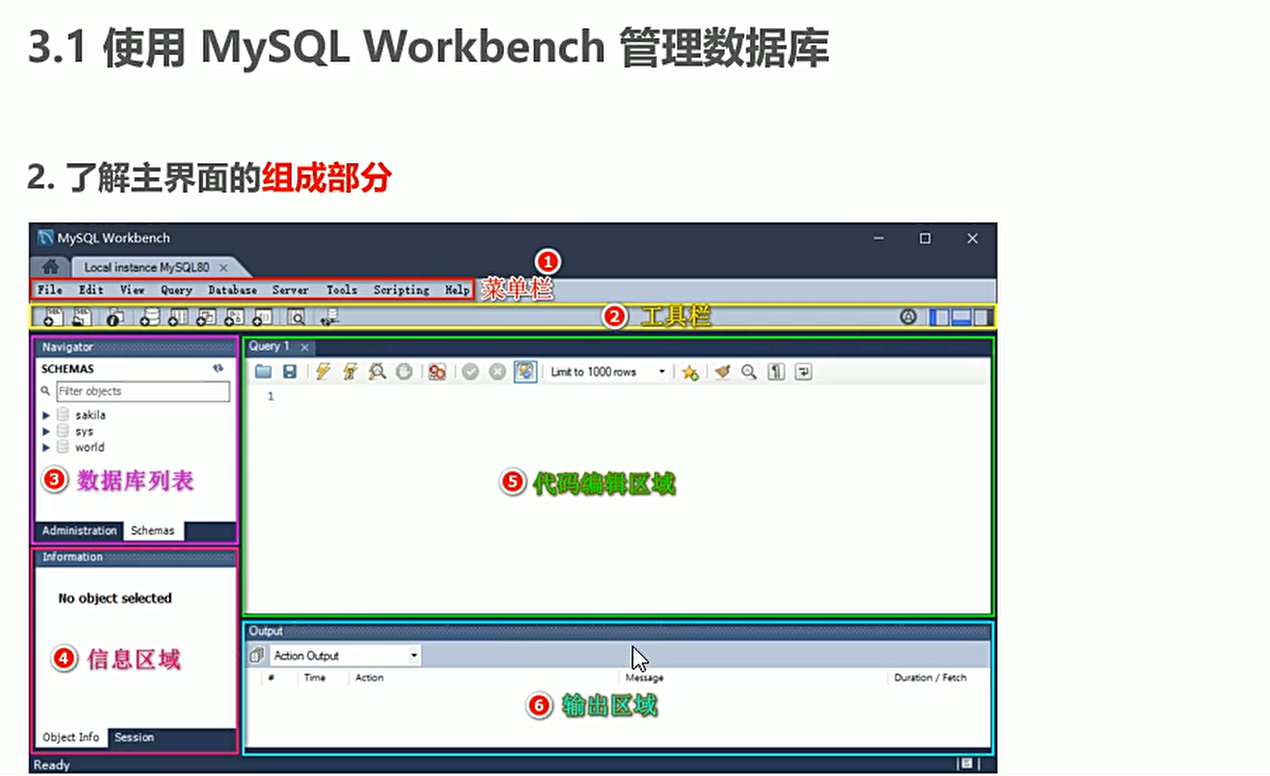 3.1 使用 MySQL Workbench 管理数据库
2. 了解主界面的组成部分
MySQL Workbench
Local instance MySQL80
1
File Edit View Query Database Server Tools Scripting Help 菜单栏
2 工具栏
Navigator
SCHEMAS
Filter objects
sakila
sys
world
3 数据库列表
Administration Schemas
Query 1
Limit to 1000 rows
1
5 代码编辑区域
Information
No object selected
4 信息区域
Object Info Session
Output
Action Output
# Time Action Message Duration / Fetch
6 输出区域
Ready